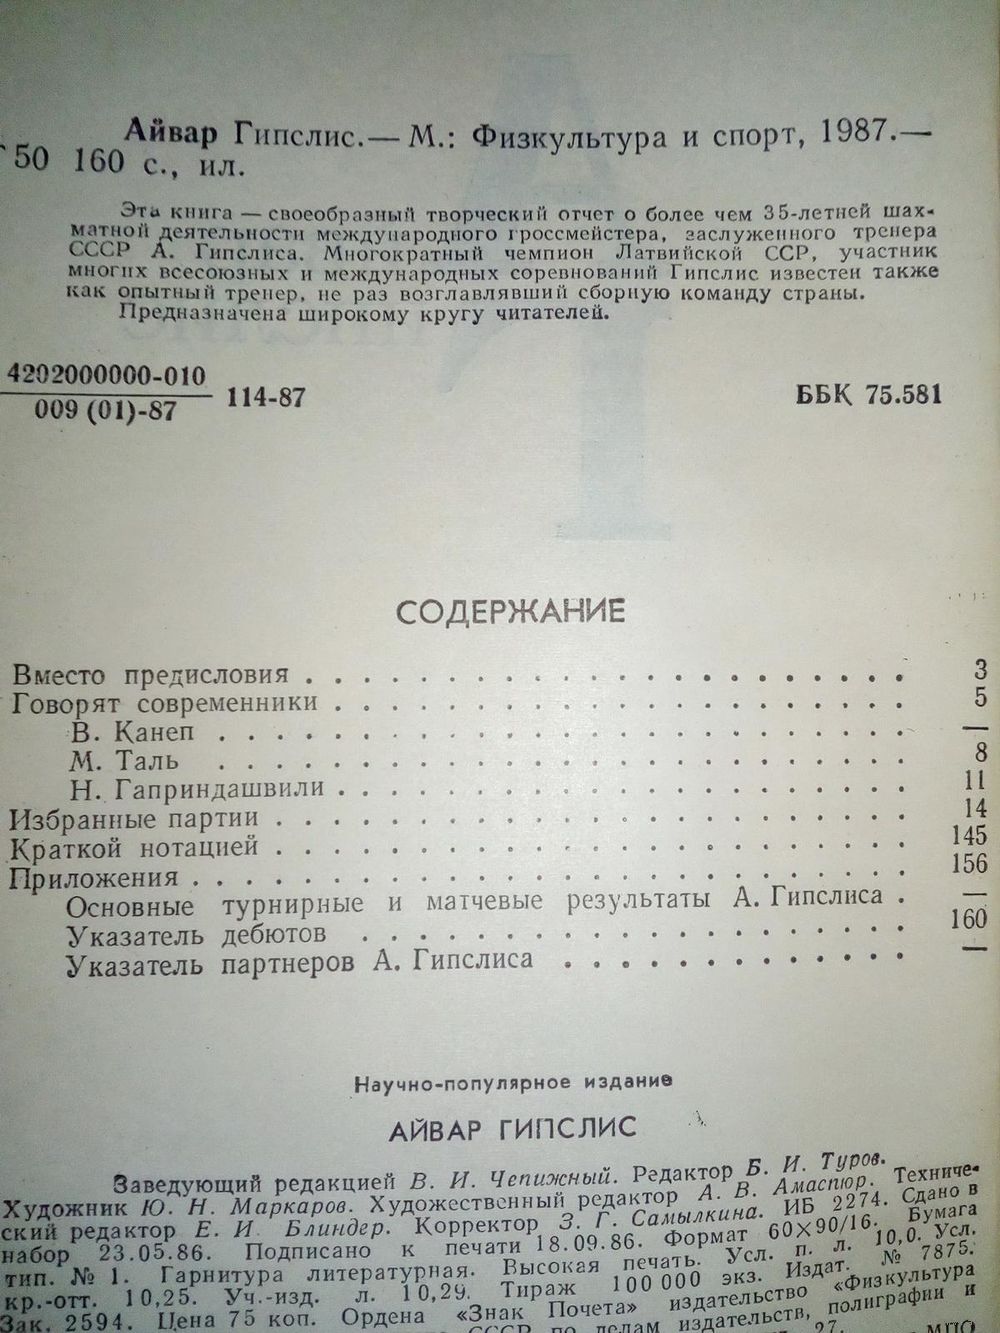 Айвар Гипслис.— М.: Физкультура и спорт, 1987.—
50 160 с., ил.
Эта книга — своеобразный творческий отчет о более чем 35-летней шах-
матной деятельности международного гроссмейстера, заслуженного тренера
СССР А. Гипслиса. Многократный чемпион Латвийской ССР, участник
многих всесоюзных и международных соревнований Гипслис известен также
как опытный тренер, не раз возглавлявший сборную команду страны.
Предназначена широкому кругу читателей.
4202000000-010
009 (01)-87
114-87
ББК 75.581
СОДЕРЖАНИЕ
Вместо предисловия . . . . . . . . . . . . . . . . . . . . . 3
Говорят современники . . . . . . . . . . . . . . . . . . . . 5
В. Канеп . . . . . . . . . . . . . . . . . . . . . . . . —
М. Таль . . . . . . . . . . . . . . . . . . . . . . . . 8
Н. Гаприндашвили . . . . . . . . . . . . . . . . . . . . 11
Избранные партии . . . . . . . . . . . . . . . . . . . . . . 14
Краткой нотацией . . . . . . . . . . . . . . . . . . . . . . 145
Приложения . . . . . . . . . . . . . . . . . . . . . . . . . 156
Основные турнирные и матчевые результаты А. Гипслиса . —
Указатель дебютов . . . . . . . . . . . . . . . . . . . 160
Указатель партнеров А. Гипслиса . . . . . . . . . . . . —
Научно-популярное издание
АЙВАР ГИПСЛИС
Заведующий редакцией В. И. Чепижный. Редактор Б. И. Туров.
Художник Ю. Н. Маркаров. Художественный редактор А. В. Амаспюр. Техниче-
ский редактор Е. И. Блиндер. Корректор З. Г. Самылкина. ИБ 2274. Сдано в
набор 23.05.86. Подписано к печати 18.09.86. Формат 60×90/16. Бумага
тип. № 1. Гарнитура литературная. Высокая печать. Усл. п. л. 10,0. Усл.
кр.-отт. 10,25. Уч.-изд. л. 10,29. Тираж 100 000 экз. Издат. № 7875.
Зак. 2594. Цена 75 коп. Ордена «Знак Почета» издательство «Физкультура
СССР по делам издательств, полиграфии и
27. МПО